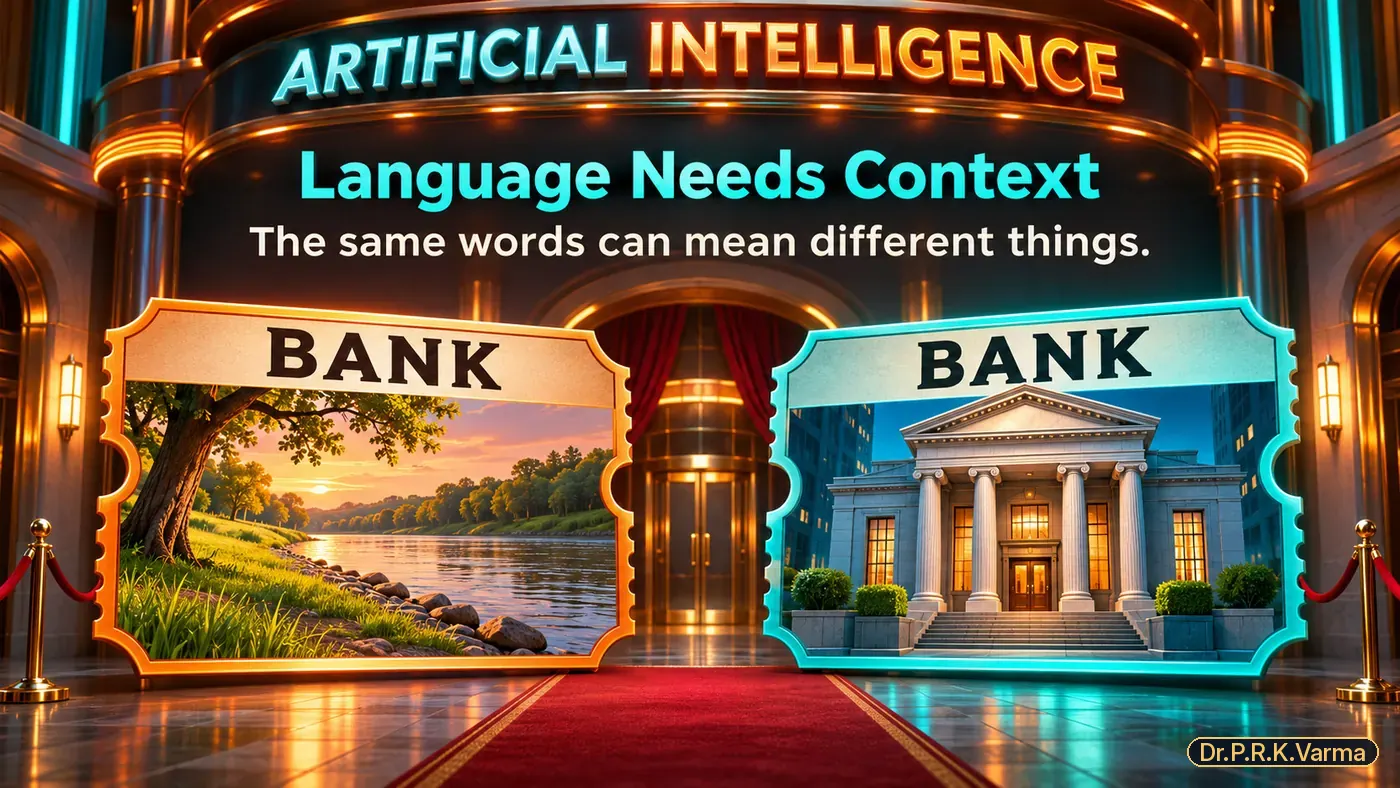 ARTIFICIAL INTELLIGENCE
Language Needs Context
The same words can mean different things.
BANK
BANK
Dr.P.R.K.Varma